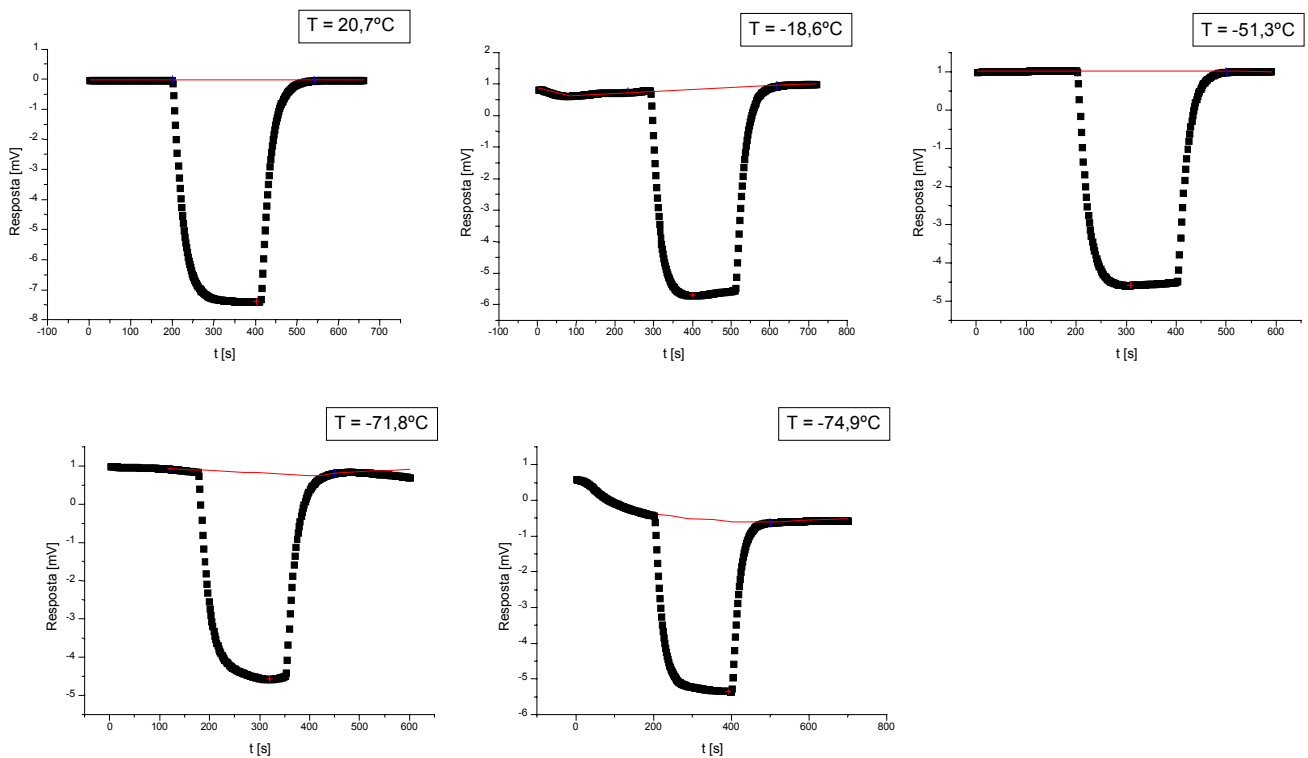 T = 20,7ºC
1
0
-1
-2
-3
-4
-5
-6
-7
-8
Resposta [mV]
-100 0 100 200 300 400 500 600 700
t [s]
T = -18,6ºC
2
1
0
-1
-2
-3
-4
-5
-6
Resposta [mV]
-100 0 100 200 300 400 500 600 700 800
t [s]
T = -51,3ºC
1
0
-1
-2
-3
-4
-5
Resposta [mV]
0 100 200 300 400 500 600
t [s]
T = -71,8ºC
1
0
-1
-2
-3
-4
-5
Resposta [mV]
0 100 200 300 400 500 600
t [s]
T = -74,9ºC
1
0
-1
-2
-3
-4
-5
-6
Resposta [mV]
0 200 400 600 800
t [s]